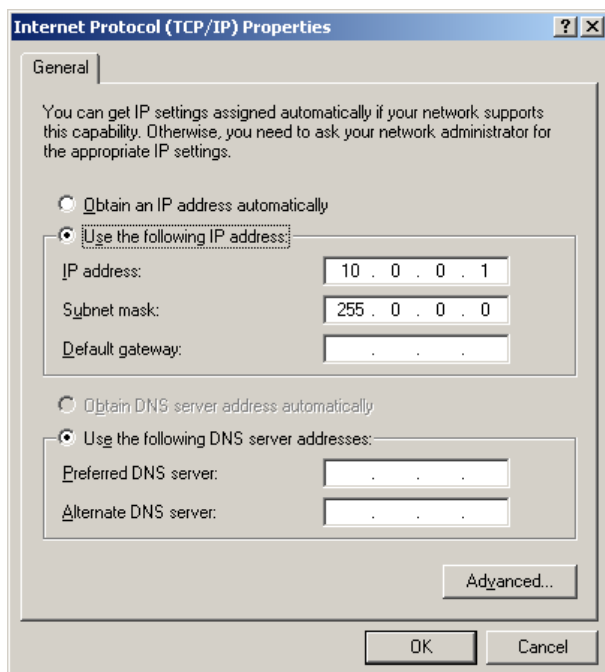 Internet Protocol (TCP/IP) Properties
General
You can get IP settings assigned automatically if your network supports
this capability. Otherwise, you need to ask your network administrator for
the appropriate IP settings.
Obtain an IP address automatically
Use the following IP address:
IP address: 10 . 0 . 0 . 1
Subnet mask: 255 . 0 . 0 . 0
Default gateway: . . .
Obtain DNS server address automatically
Use the following DNS server addresses:
Preferred DNS server: . . .
Alternate DNS server: . . .
Advanced...
OK Cancel